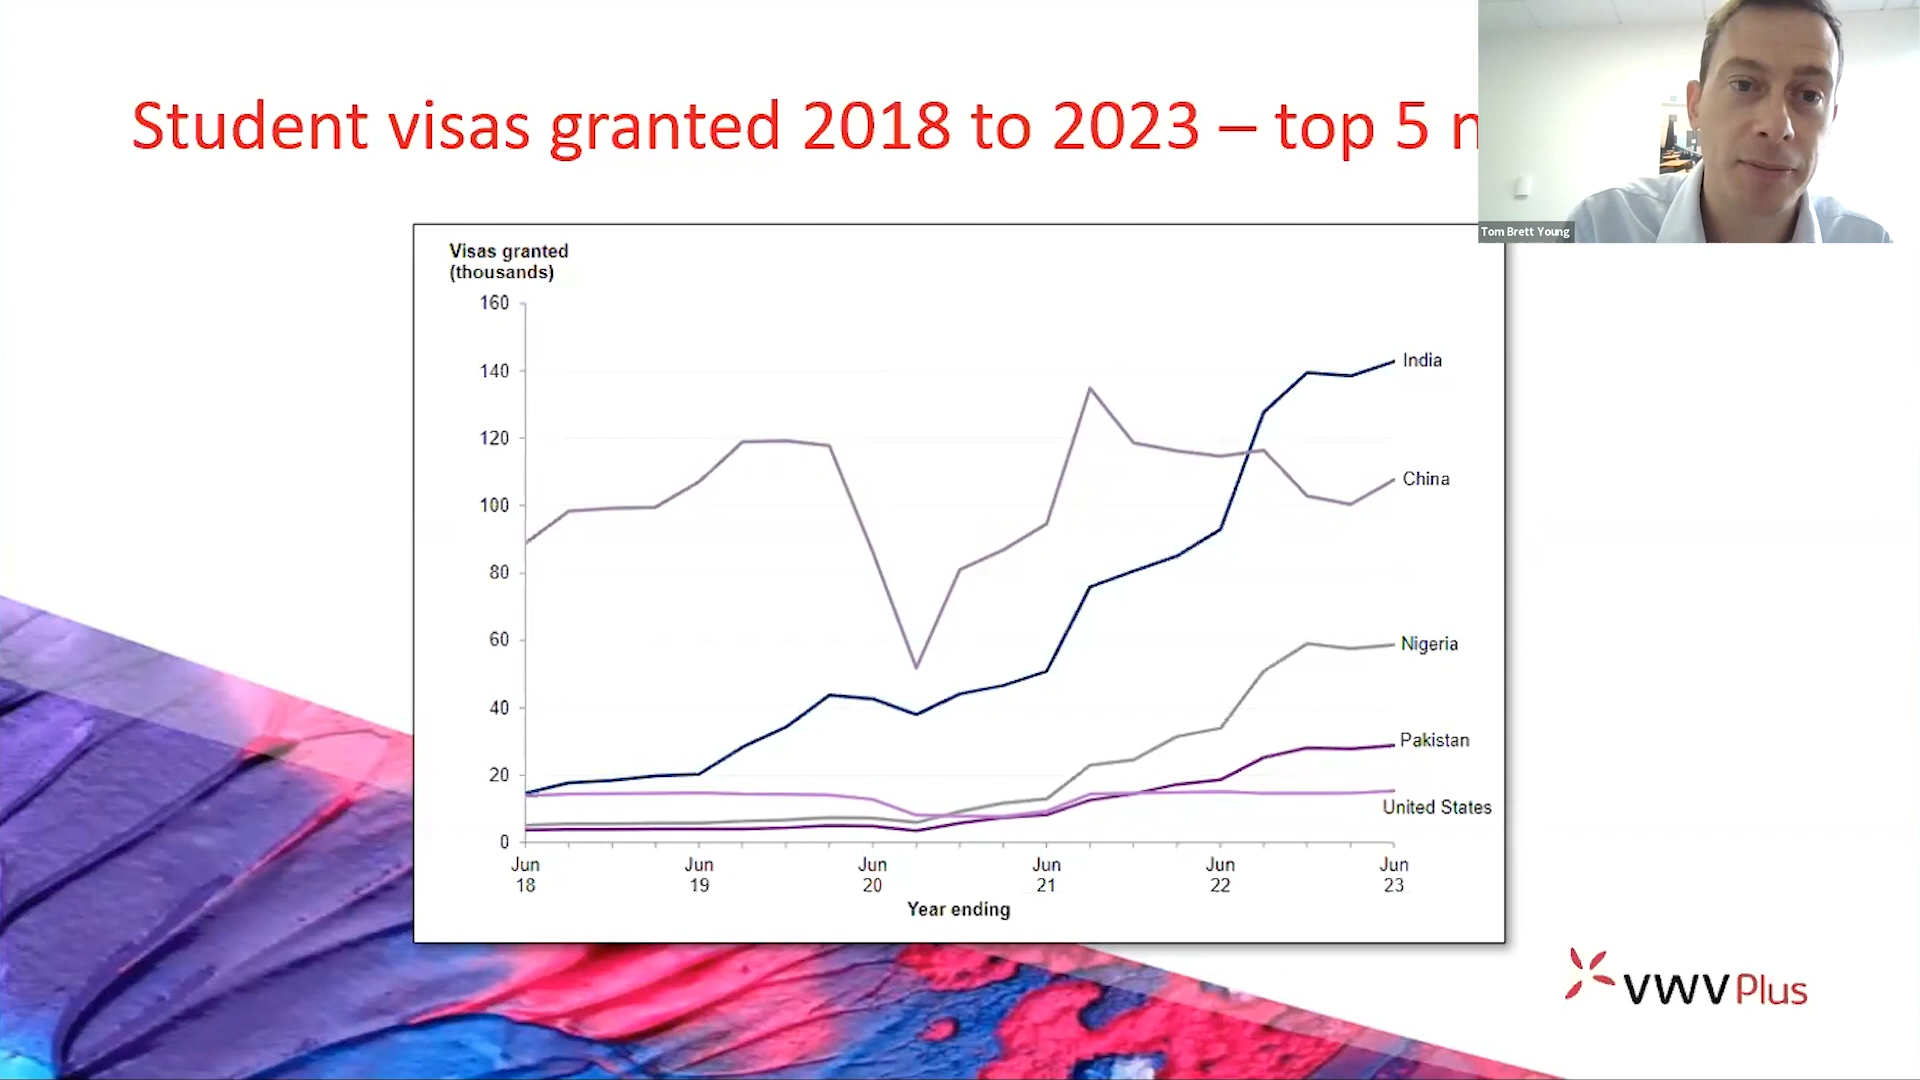 Student visas granted 2018 to 2023 – top 5
Tom Brett Young
Visas granted
(thousands)
160
140
120
100
80
60
40
20
0
India
China
Nigeria
Pakistan
United States
Jun Jun Jun Jun Jun Jun
18 19 20 21 22 23
Year ending
VWV Plus